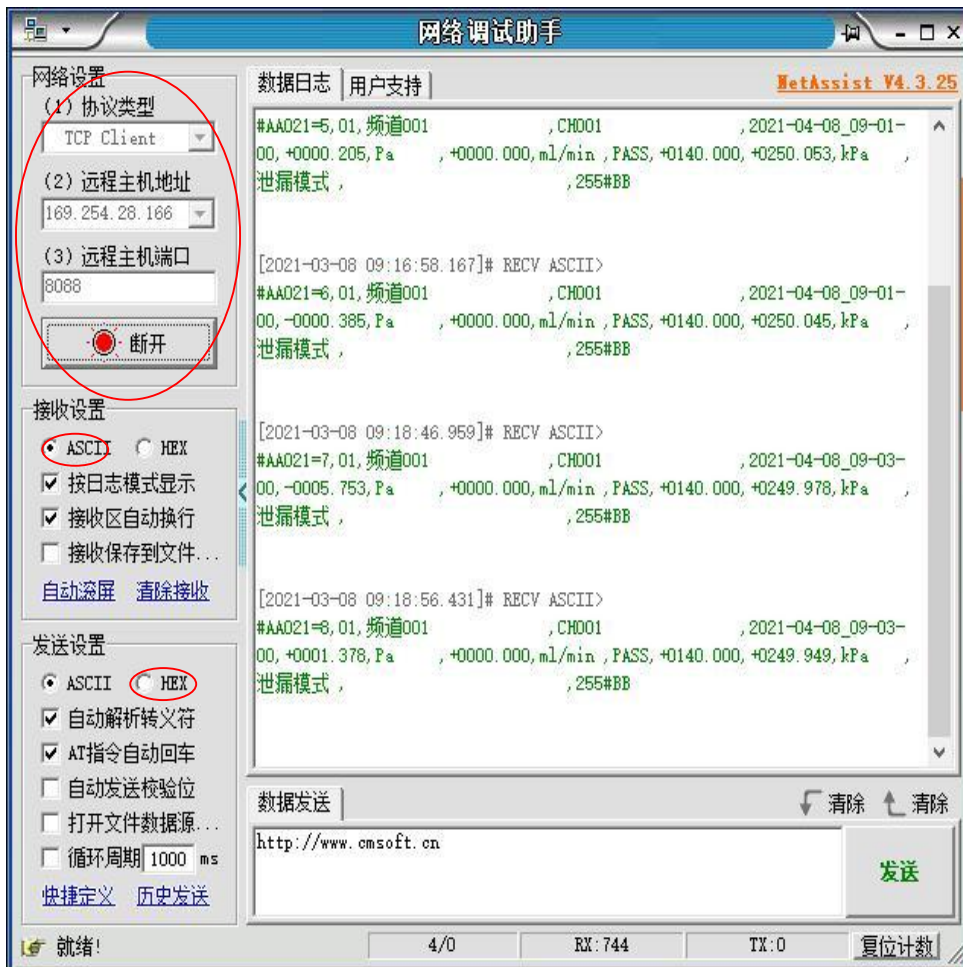 网络调试助手
网络设置
(1) 协议类型
TCP Client
(2) 远程主机地址
169.254.28.166
(3) 远程主机端口
8088
断开
接收设置
ASCII HEX
按日志模式显示
接收区自动换行
接收保存到文件...
自动滚屏 清除接收
发送设置
ASCII HEX
自动解析转义符
AT指令自动回车
自动发送校验位
打开文件数据源...
循环周期 1000 ms
快捷定义 历史发送
数据日志 用户支持 NetAssist V4.3.25
#AA021=5,01,频道001 ,CH001 ,2021-04-08_09-01-
00,+0000.205,Pa ,+0000.000,ml/min ,PASS,+0140.000,+0250.053,kPa ,
泄漏模式 , ,255#BB
[2021-03-08 09:16:58.167]# RECV ASCII>
#AA021=6,01,频道001 ,CH001 ,2021-04-08_09-01-
00,-0000.385,Pa ,+0000.000,ml/min ,PASS,+0140.000,+0250.045,kPa ,
泄漏模式 , ,255#BB
[2021-03-08 09:18:46.959]# RECV ASCII>
#AA021=7,01,频道001 ,CH001 ,2021-04-08_09-03-
00,-0005.753,Pa ,+0000.000,ml/min ,PASS,+0140.000,+0249.978,kPa ,
泄漏模式 , ,255#BB
[2021-03-08 09:18:56.431]# RECV ASCII>
#AA021=8,01,频道001 ,CH001 ,2021-04-08_09-03-
00,+0001.378,Pa ,+0000.000,ml/min ,PASS,+0140.000,+0249.949,kPa ,
泄漏模式 , ,255#BB
数据发送 清除 清除
http://www.cmsoft.cn
发送
就绪! 4/0 RX:744 TX:0 复位计数